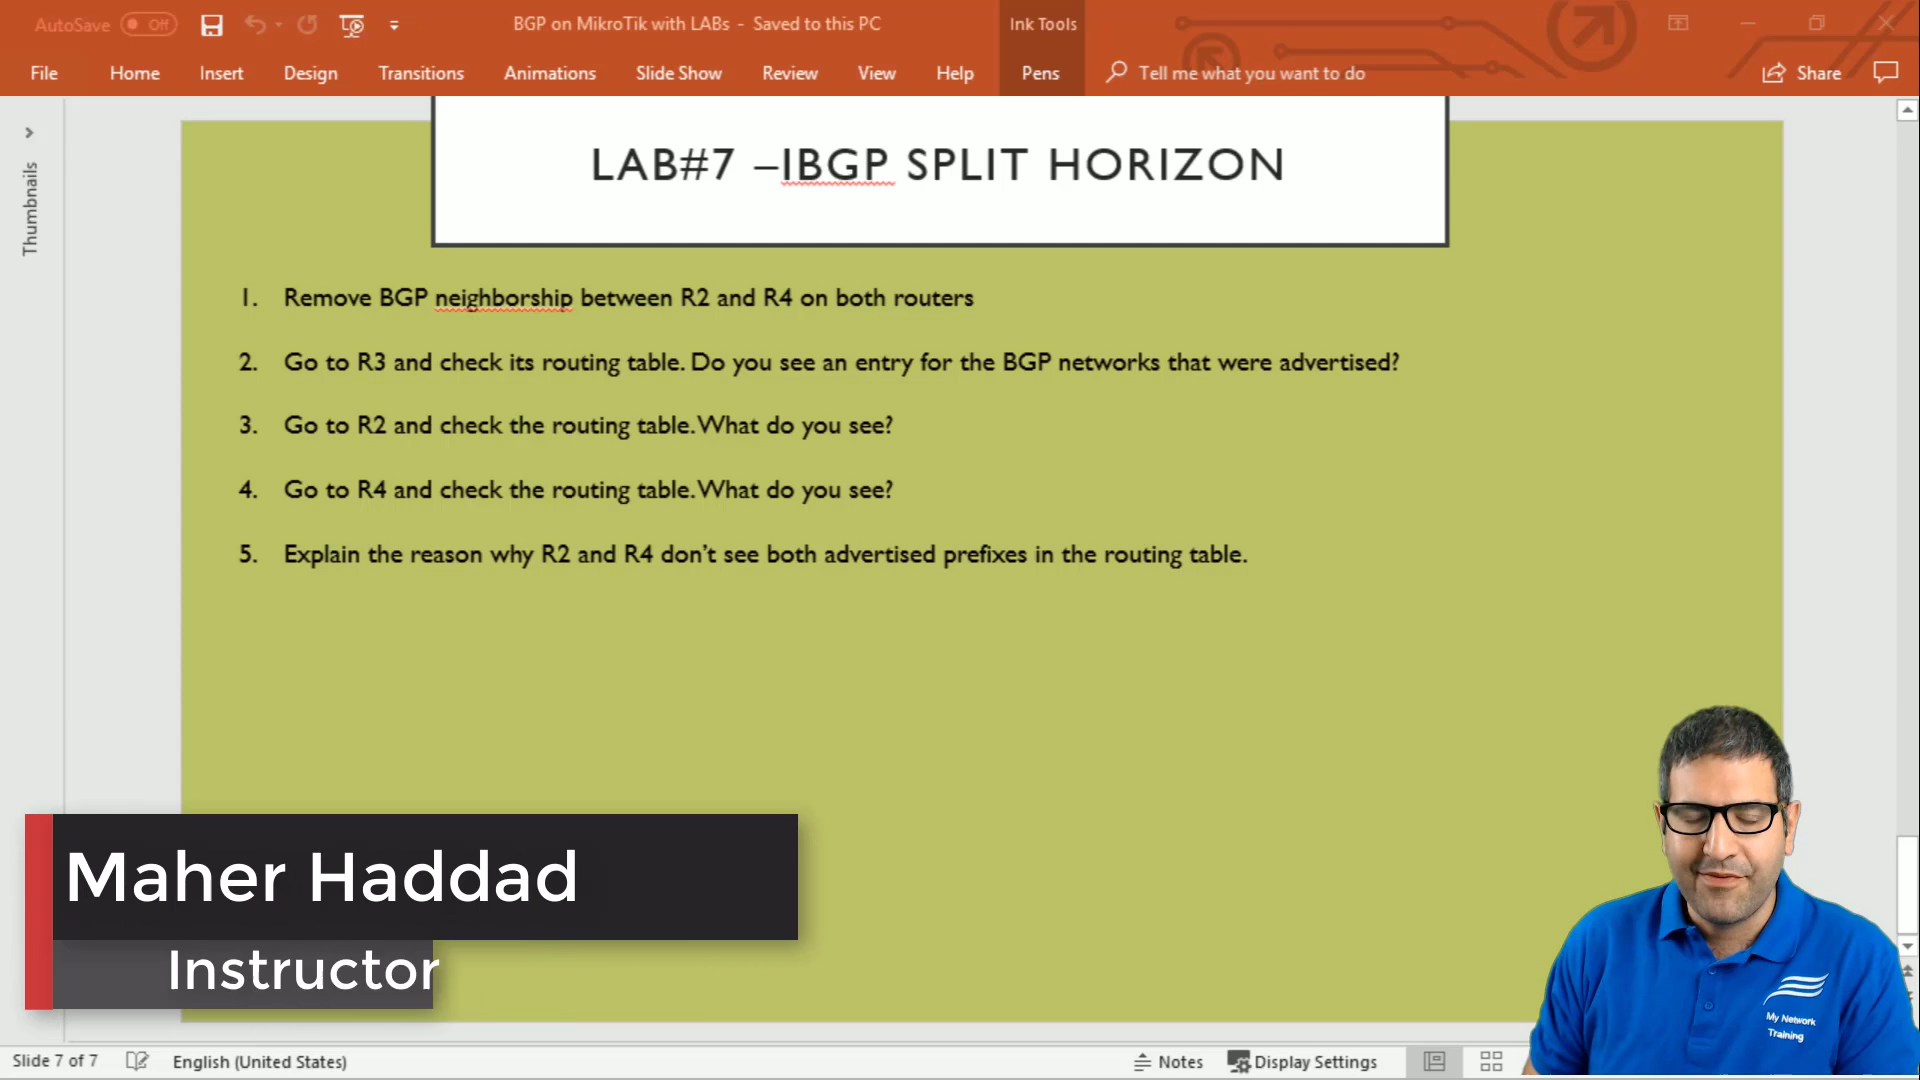 AutoSave Off
BGP on MikroTik with LABs - Saved to this PC
Ink Tools
File Home Insert Design Transitions Animations Slide Show Review View Help Pens Tell me what you want to do Share
Thumbnails
LAB#7 –IBGP SPLIT HORIZON
1. Remove BGP neighborship between R2 and R4 on both routers
2. Go to R3 and check its routing table. Do you see an entry for the BGP networks that were advertised?
3. Go to R2 and check the routing table. What do you see?
4. Go to R4 and check the routing table. What do you see?
5. Explain the reason why R2 and R4 don’t see both advertised prefixes in the routing table.
Maher Haddad
Instructor
My Network
Training
Slide 7 of 7 English (United States) Notes Display Settings